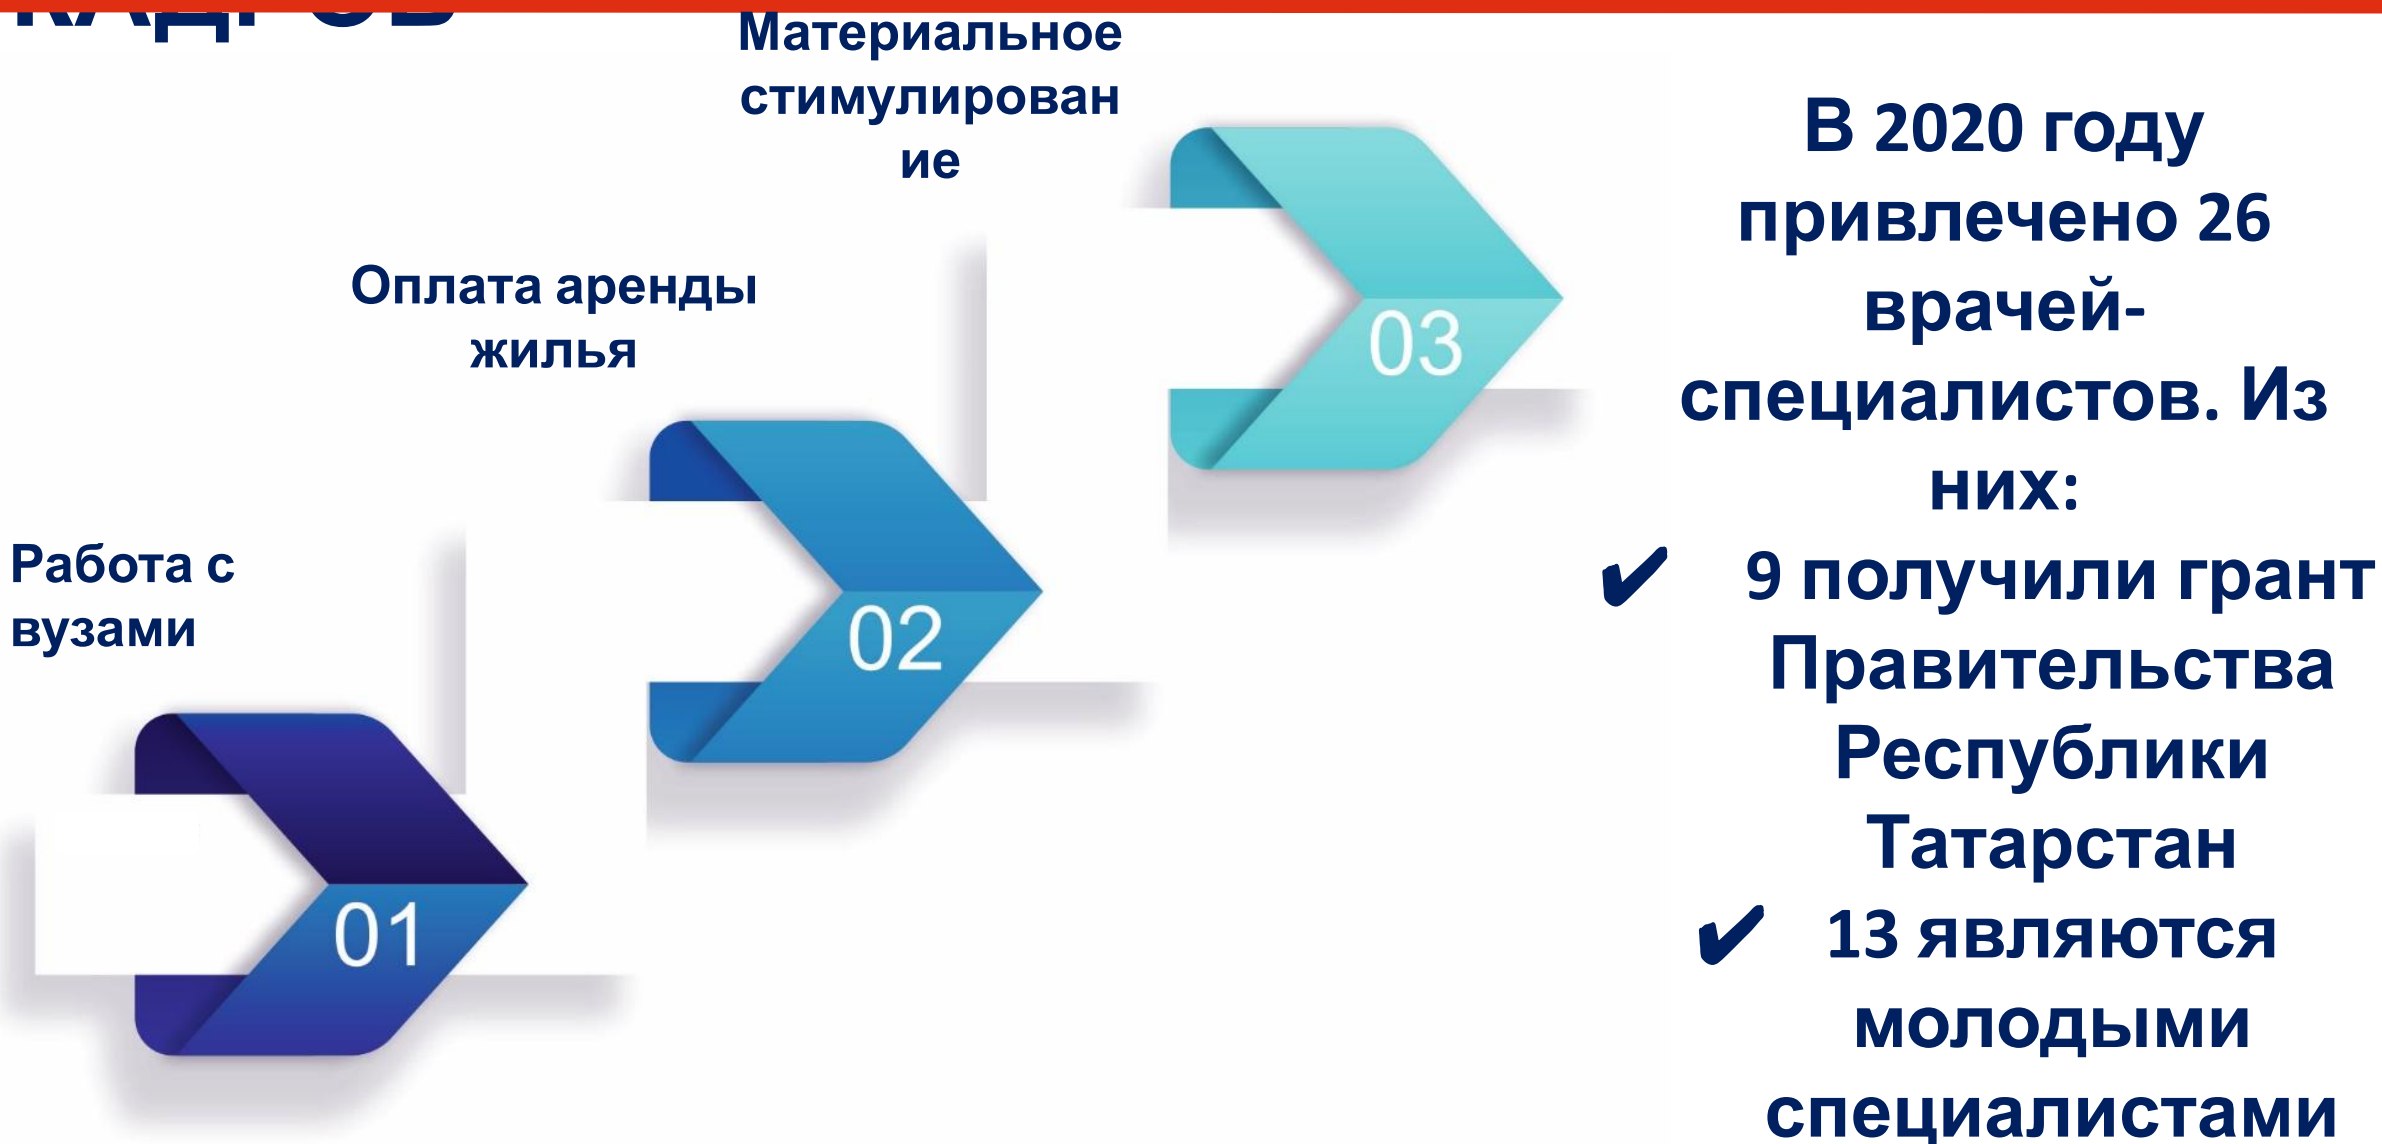 КАДРОВ
Материальное
стимулирован
ие
Оплата аренды
жилья
Работа с
вузами
03
02
01
В 2020 году
привлечено 26
врачей-
специалистов. Из
них:
✔ 9 получили грант
Правительства
Республики
Татарстан
✔ 13 являются
молодыми
специалистами